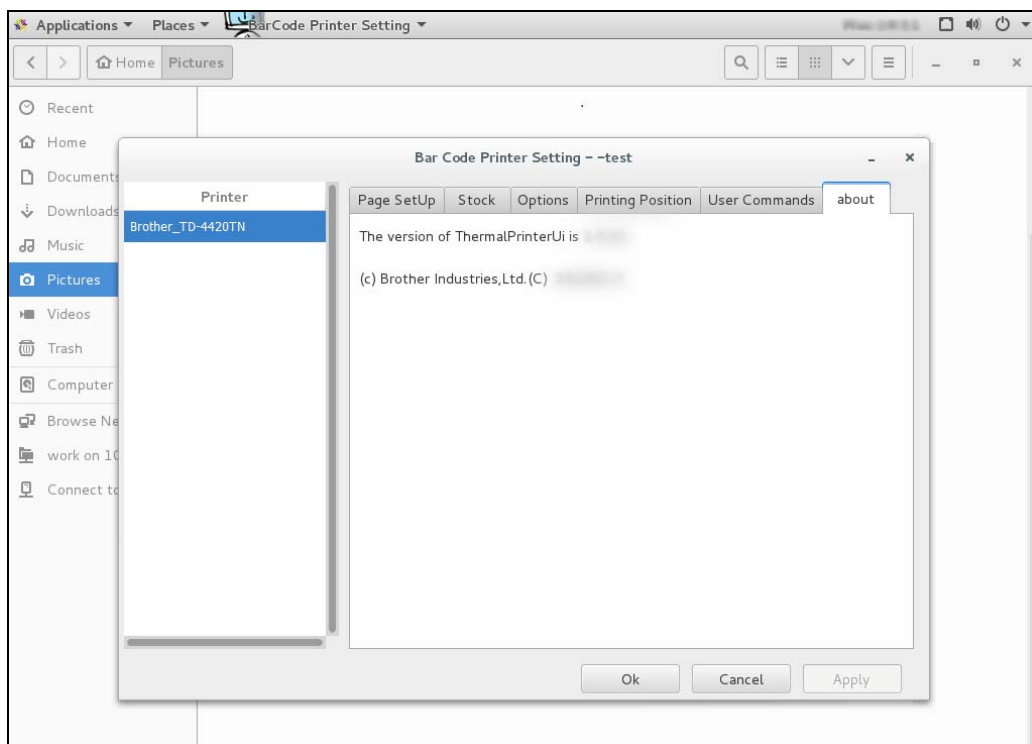 Applications Places BarCode Printer Setting
Home Pictures
Recent
Home
Documents
Downloads
Music
Pictures
Videos
Trash
Computer
Browse Ne
work on 10
Connect to
Bar Code Printer Setting - -test
Printer
Brother_TD-4420TN
Page SetUp Stock Options Printing Position User Commands about
The version of ThermalPrinterUi is
(c) Brother Industries,Ltd.(C)
Ok Cancel Apply